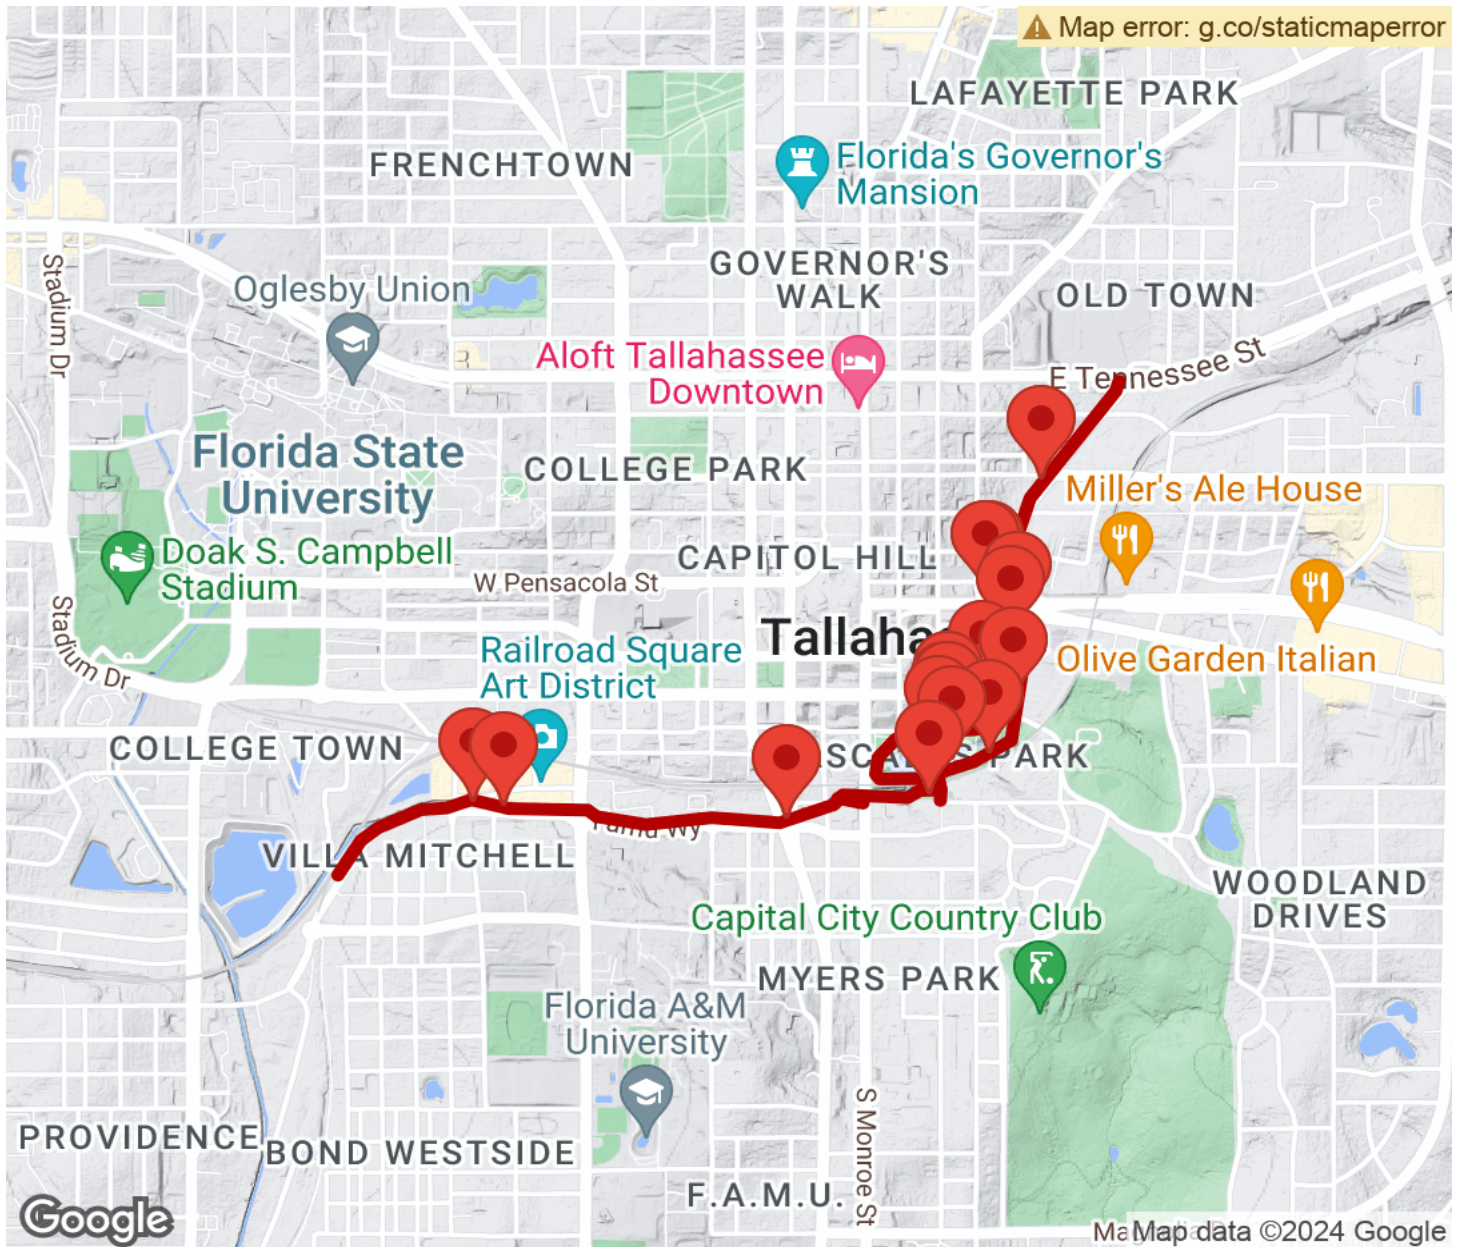 Map error: g.co/staticmaperror
LAFAYETTE PARK
FRENCHTOWN
Florida's Governor's
Mansion
GOVERNOR'S
WALK
OLD TOWN
Stadium Dr
Oglesby Union
Aloft Tallahassee
Downtown
E Tennessee St
Florida State
University
COLLEGE PARK
Miller's Ale House
Doak S. Campbell
Stadium
CAPITOL HILL
W Pensacola St
Stadium Dr
Railroad Square
Art District
Tallaha
Olive Garden Italian
COLLEGE TOWN
PARK
VILLA MITCHELL
Wy
WOODLAND
DRIVES
Capital City Country Club
MYERS PARK
Florida A&M
University
S Monroe St
PROVIDENCE
BOND WESTSIDE
F.A.M.U.
Google
Map data ©2024 Google